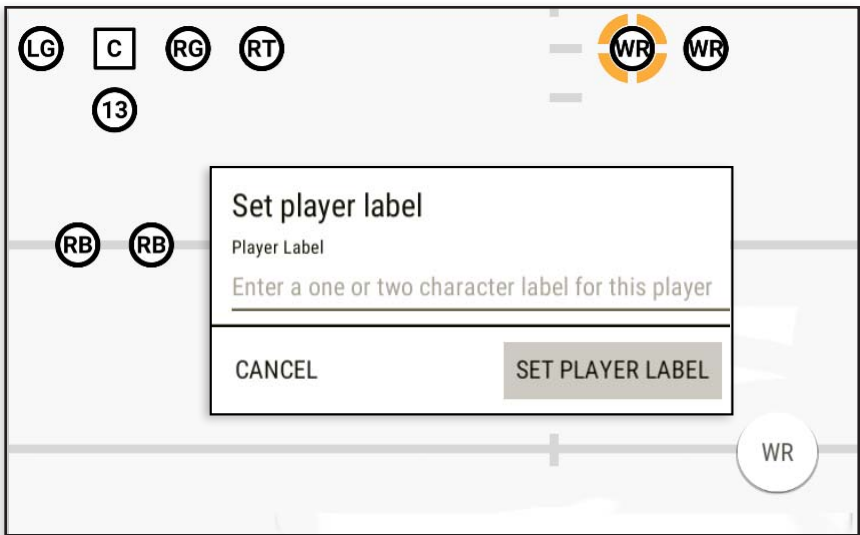 LG C RG RT WR WR
13
RB RB
Set player label
Player Label
Enter a one or two character label for this player
CANCEL SET PLAYER LABEL
WR